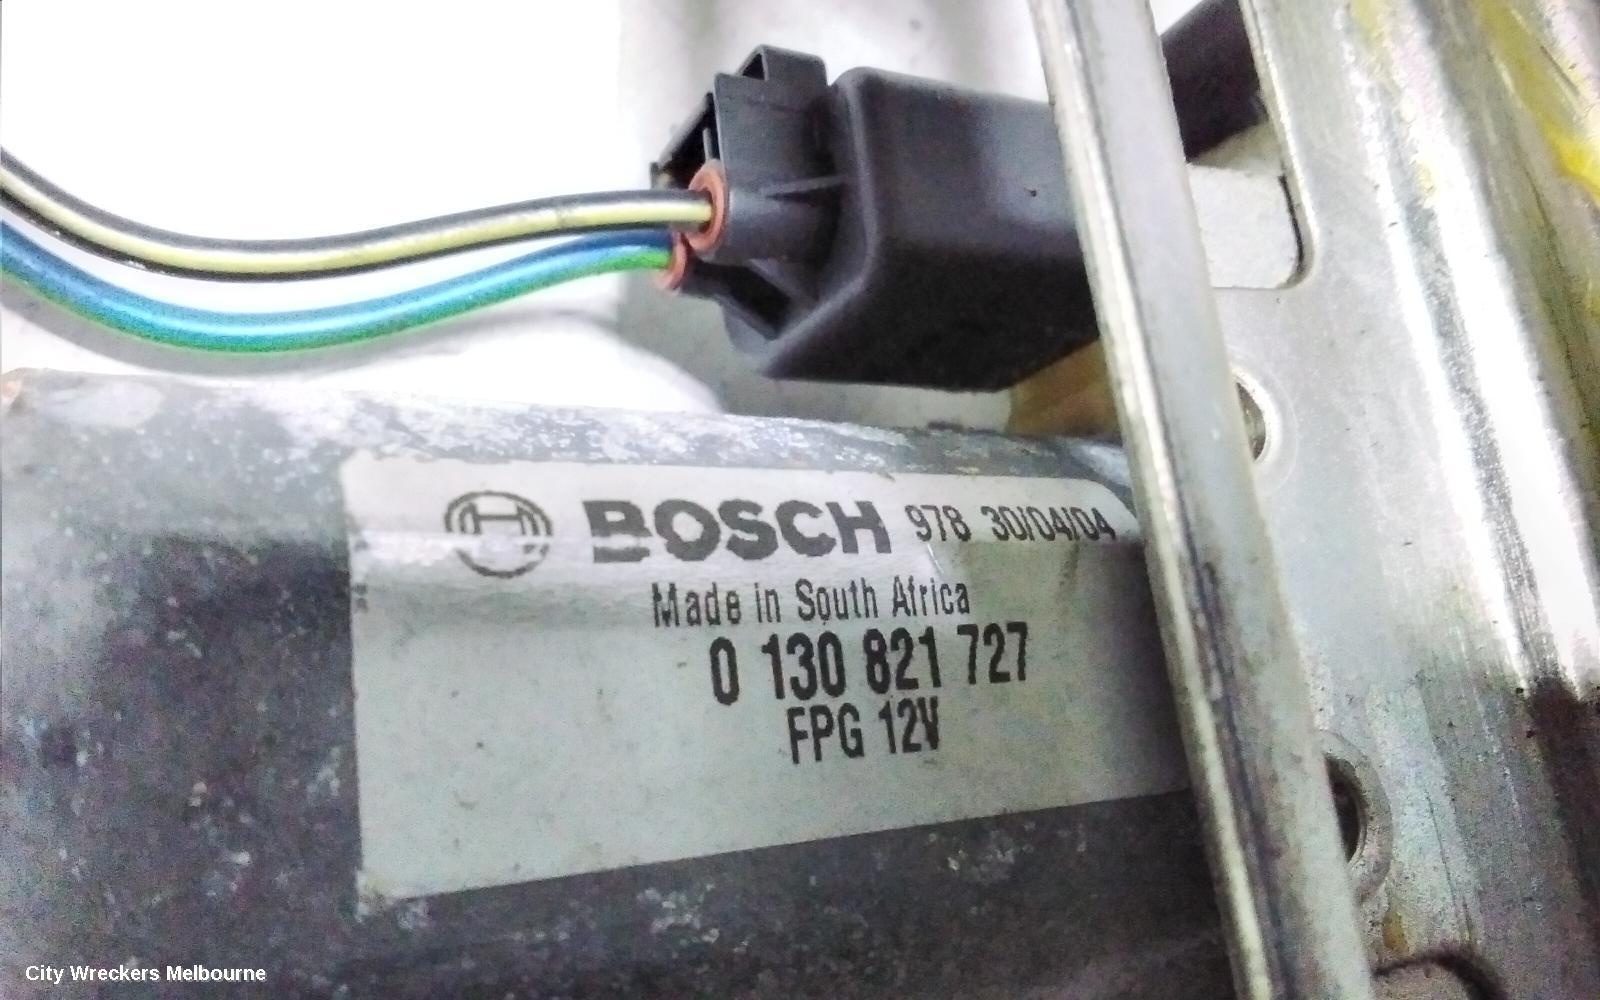 BOSCH 978 30/04/04
Made in South Africa
0 130 821 727
FPG 12V
City Wreckers Melbourne